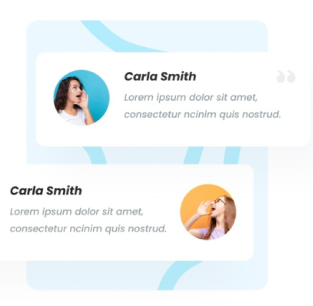 Carla Smith
Lorem ipsum dolor sit amet,
consectetur ncinim quis nostrud.
Carla Smith
Lorem ipsum dolor sit amet,
consectetur ncinim quis nostrud.